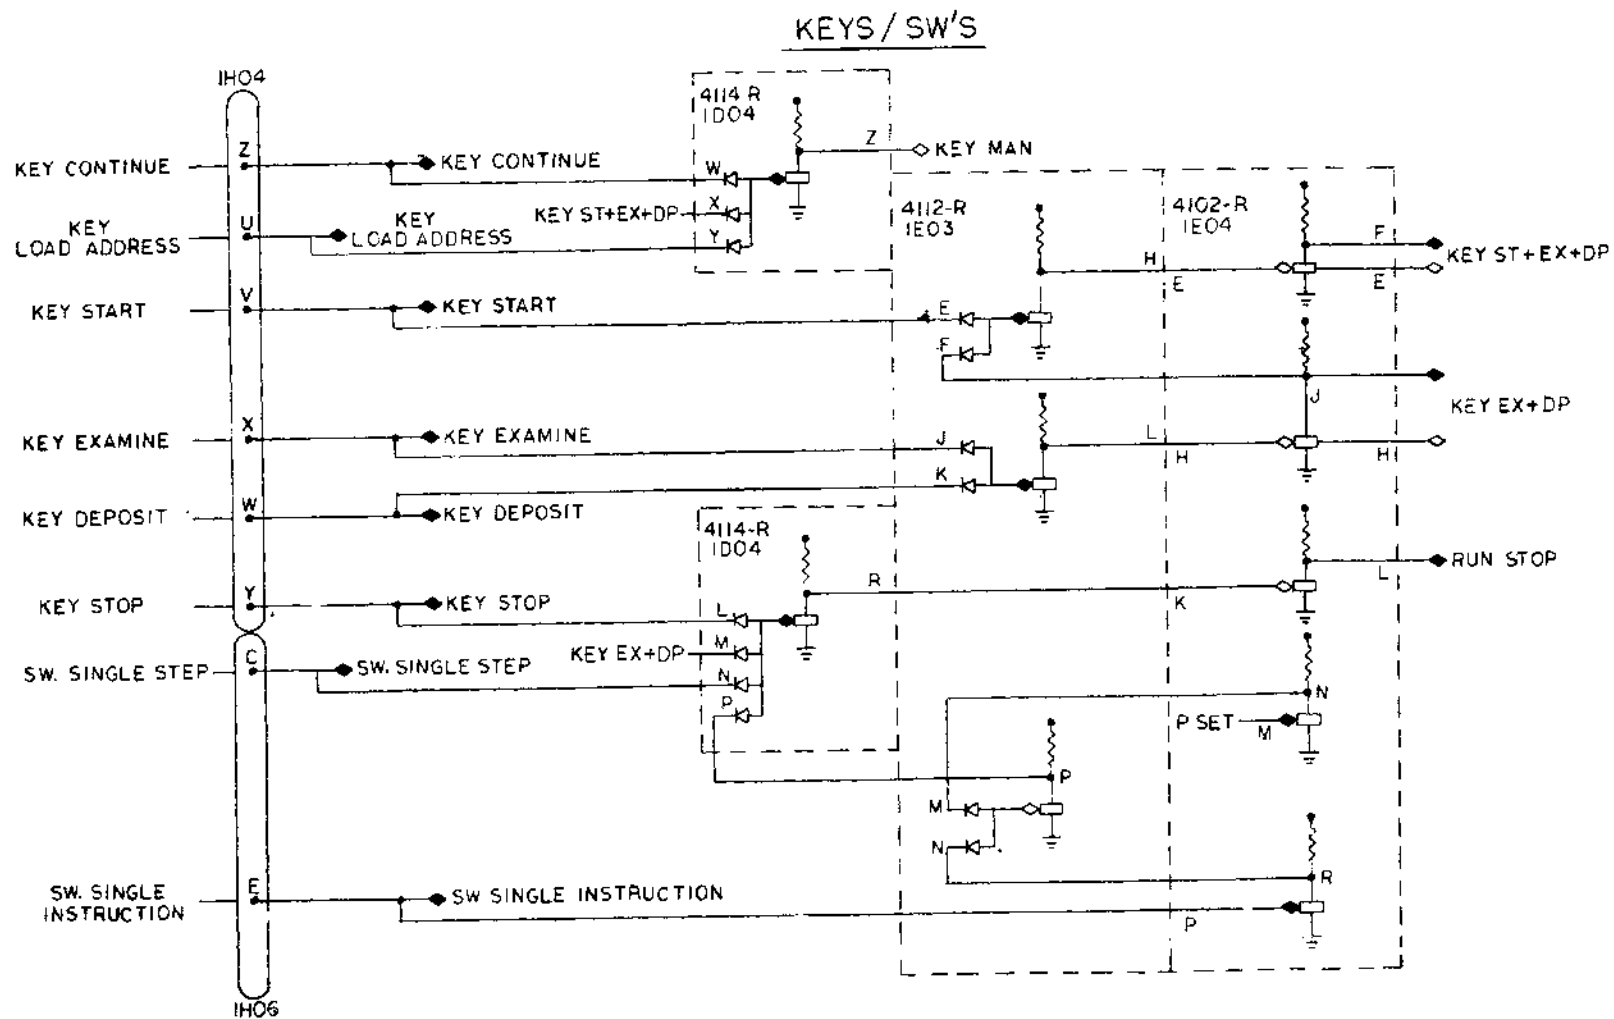 KEYS / SW'S
1H04
4114 R
1D04
Z
Z
KEY CONTINUE
KEY CONTINUE
KEY MAN
W
KEY ST+EX+DP
X
4112-R
1E03
4102-R
1E04
U
KEY
LOAD ADDRESS
KEY
LOAD ADDRESS
Y
F
H
E
KEY ST+EX+DP
E
V
KEY START
KEY START
E
F
J
KEY EX+DP
X
KEY EXAMINE
KEY EXAMINE
J
L
H
H
K
W
KEY DEPOSIT
KEY DEPOSIT
4114-R
1D04
RUN STOP
L
R
K
Y
KEY STOP
KEY STOP
L
KEY EX+DP
M
C
SW. SINGLE STEP
SW. SINGLE STEP
N
P
N
P SET
M
P
M
N
R
E
SW. SINGLE
INSTRUCTION
SW SINGLE INSTRUCTION
P
1H06